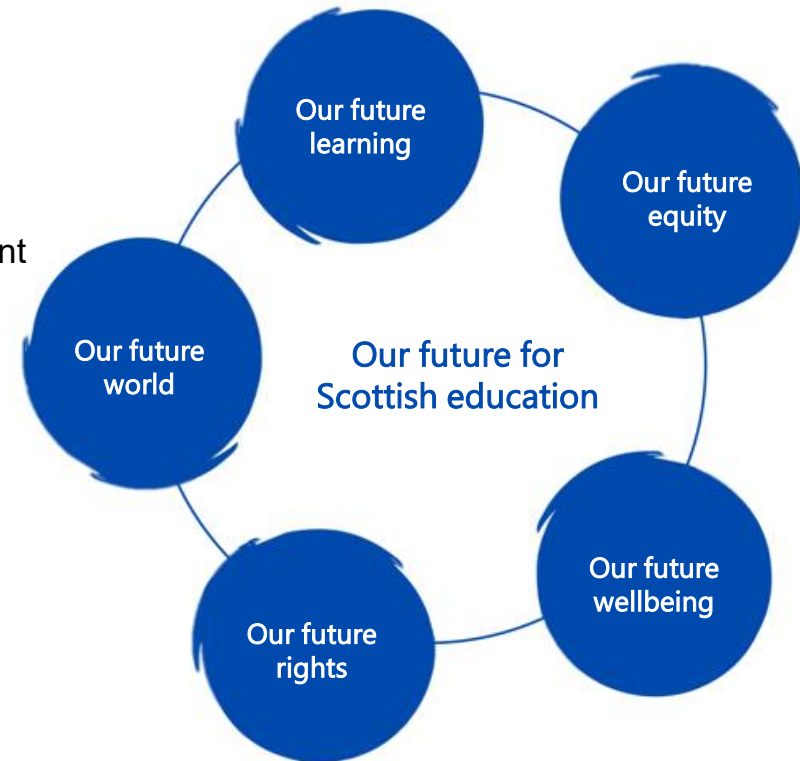 Our future
learning
Our future
equity
nt
Our future
world
Our future for
Scottish education
Our future
wellbeing
Our future
rights